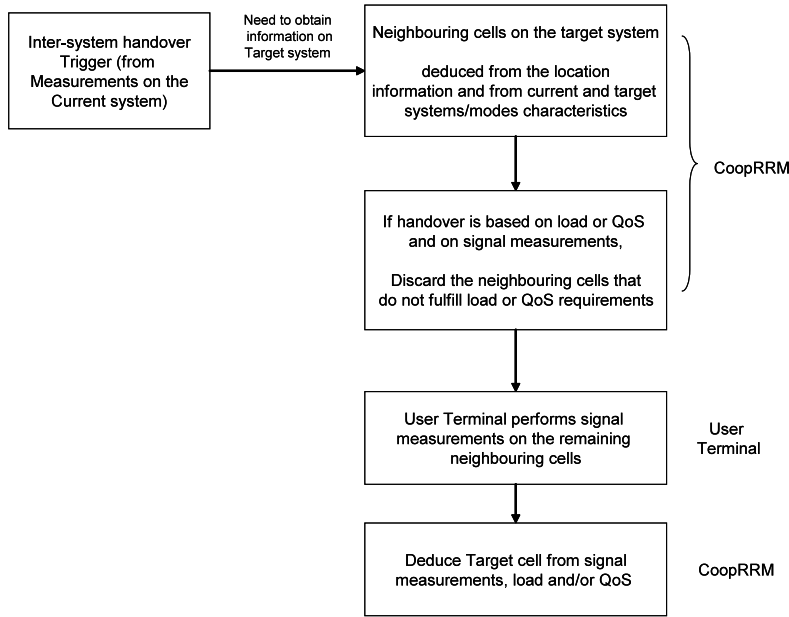 Inter-system handover
Trigger (from
Measurements on the
Current system)
Need to obtain
information on
Target system
Neighbouring cells on the target system
deduced from the location
information and from current and target
systems/modes characteristics
CoopRRM
If handover is based on load or QoS
and on signal measurements,
Discard the neighbouring cells that
do not fulfill load or QoS requirements
User Terminal performs signal
measurements on the remaining
neighbouring cells
User
Terminal
Deduce Target cell from signal
measurements, load and/or QoS
CoopRRM